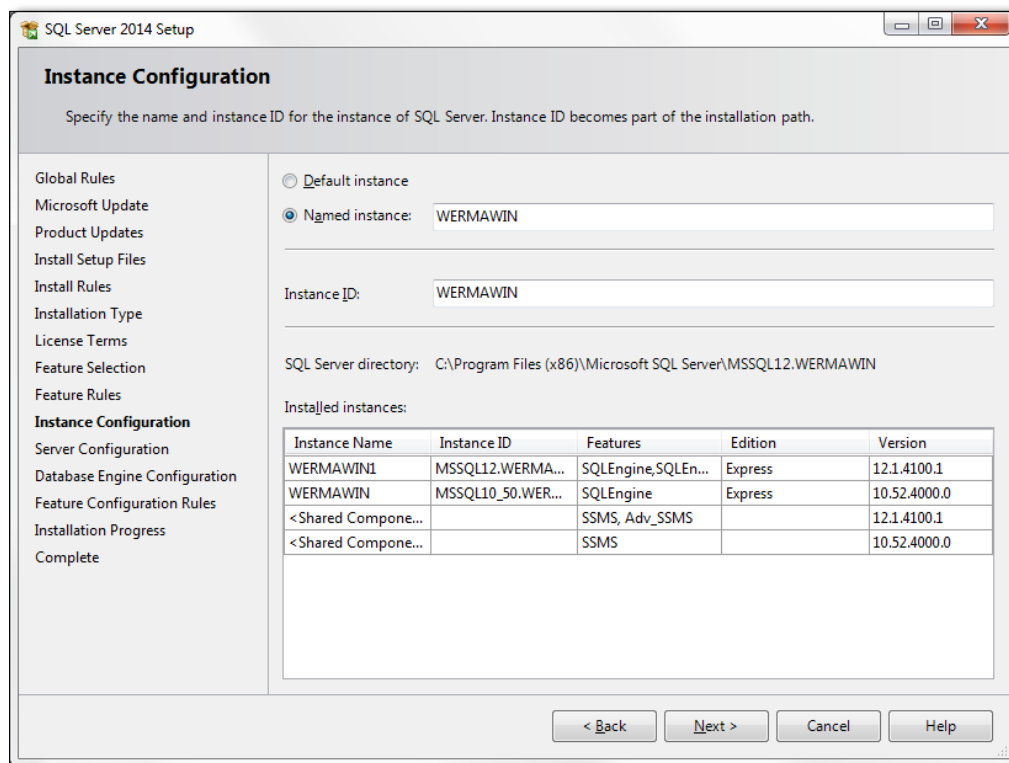 SQL Server 2014 Setup
Instance Configuration
Specify the name and instance ID for the instance of SQL Server. Instance ID becomes part of the installation path.
Global Rules
Microsoft Update
Product Updates
Install Setup Files
Install Rules
Installation Type
License Terms
Feature Selection
Feature Rules
Instance Configuration
Server Configuration
Database Engine Configuration
Feature Configuration Rules
Installation Progress
Complete
Default instance
Named instance: WERMAWIN
Instance ID: WERMAWIN
SQL Server directory: C:\Program Files (x86)\Microsoft SQL Server\MSSQL12.WERMAWIN
Installed instances:
Instance Name Instance ID Features Edition Version
WERMAWIN1 MSSQL12.WERMA... SQLEngine,SQLEn... Express 12.1.4100.1
WERMAWIN MSSQL10_50.WER... SQLEngine Express 10.52.4000.0
<Shared Compone... SSMS, Adv_SSMS 12.1.4100.1
<Shared Compone... SSMS 10.52.4000.0
< Back Next > Cancel Help